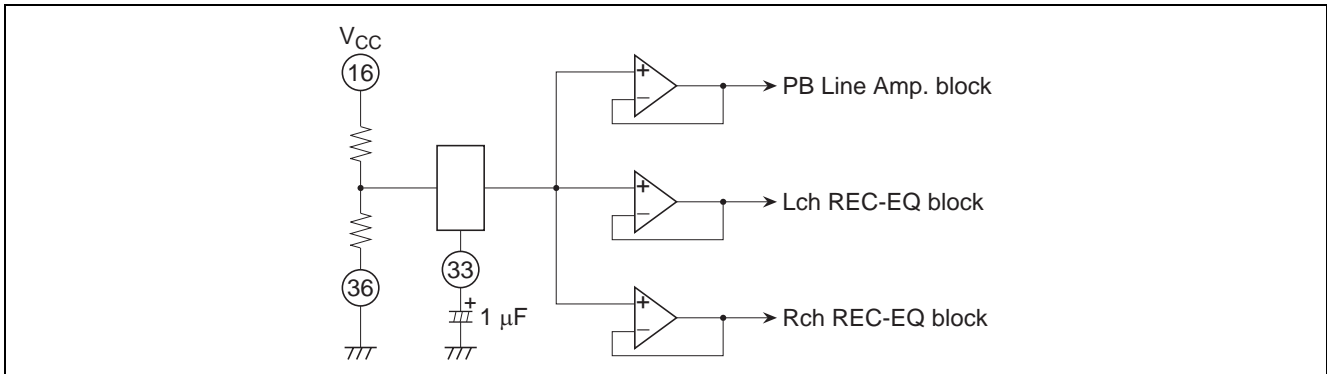 VCC
16
+
−
PB Line Amp. block
+
−
Lch REC-EQ block
33
36
+
1 μF
+
−
Rch REC-EQ block